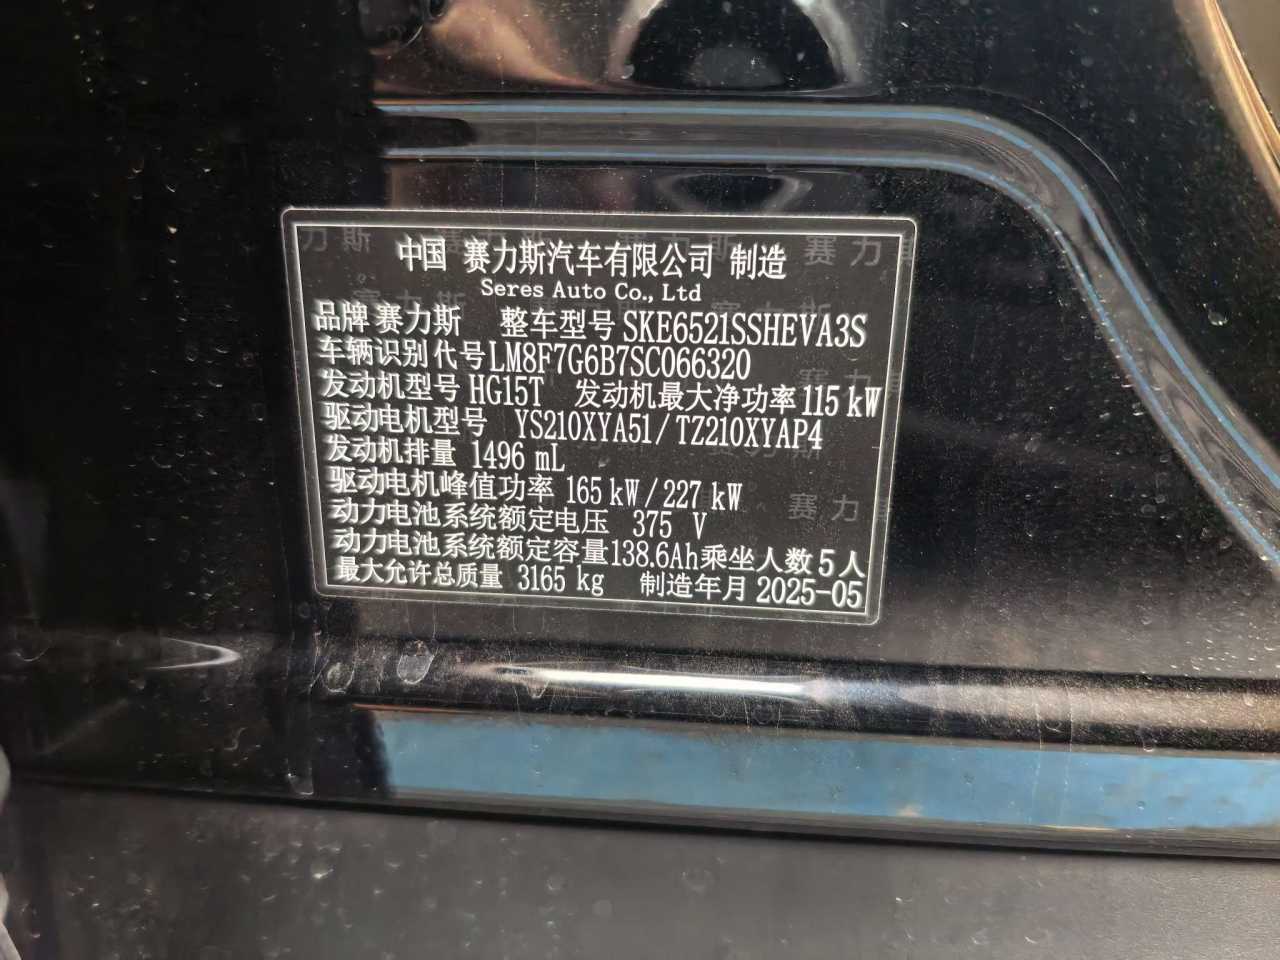 中国 赛力斯汽车有限公司 制造
Seres Auto Co., Ltd
品牌 赛力斯 整车型号 SKE6521SSHEVA3S
车辆识别代号 LM8F7G6B7SC066320
发动机型号 HG15T 发动机最大净功率 115 kW
驱动电机型号 YS210XYA51/TZ210XYAP4
发动机排量 1496 mL
驱动电机峰值功率 165 kW/227 kW
动力电池系统额定电压 375 V
动力电池系统额定容量 138.6Ah 乘坐人数 5 人
最大允许总质量 3165 kg 制造年月 2025-05